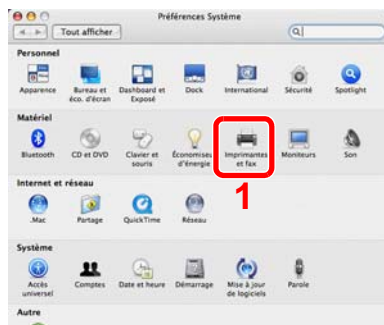 Préférences Système
Tout afficher
Personnel
Apparence
Bureau et
éco. d'écran
Dashboard et
Exposé
Dock
International
Sécurité
Spotlight
Matériel
Bluetooth
CD et DVD
Clavier et
souris
Économiseur
d'énergie
Imprimantes
et fax
Moniteurs
Son
1
Internet et réseau
.Mac
Partage
QuickTime
Réseau
Système
Accès
universel
Comptes
Date et heure
Démarrage
Mise à jour
de logiciels
Parole
Autre